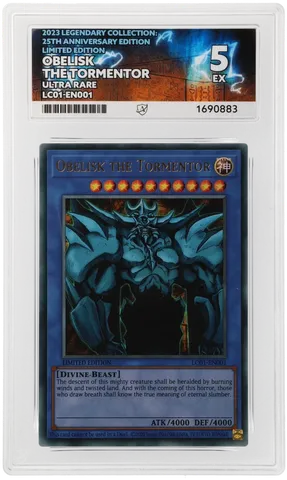 2023 LEGENDARY COLLECTION:
25TH ANNIVERSARY EDITION
LIMITED EDITION
OBELISK
THE TORMENTOR
ULTRA RARE
LC01-EN001
5
EX
1690883
OBELISK THE TORMENTOR
神
LIMITED EDITION
LC01-EN001
[DIVINE-BEAST]
The descent of this mighty creature shall be heralded by burning
winds and twisted land. And with the coming of this horror, those
who draw breath shall know the true meaning of eternal slumber.
ATK/4000 DEF/4000